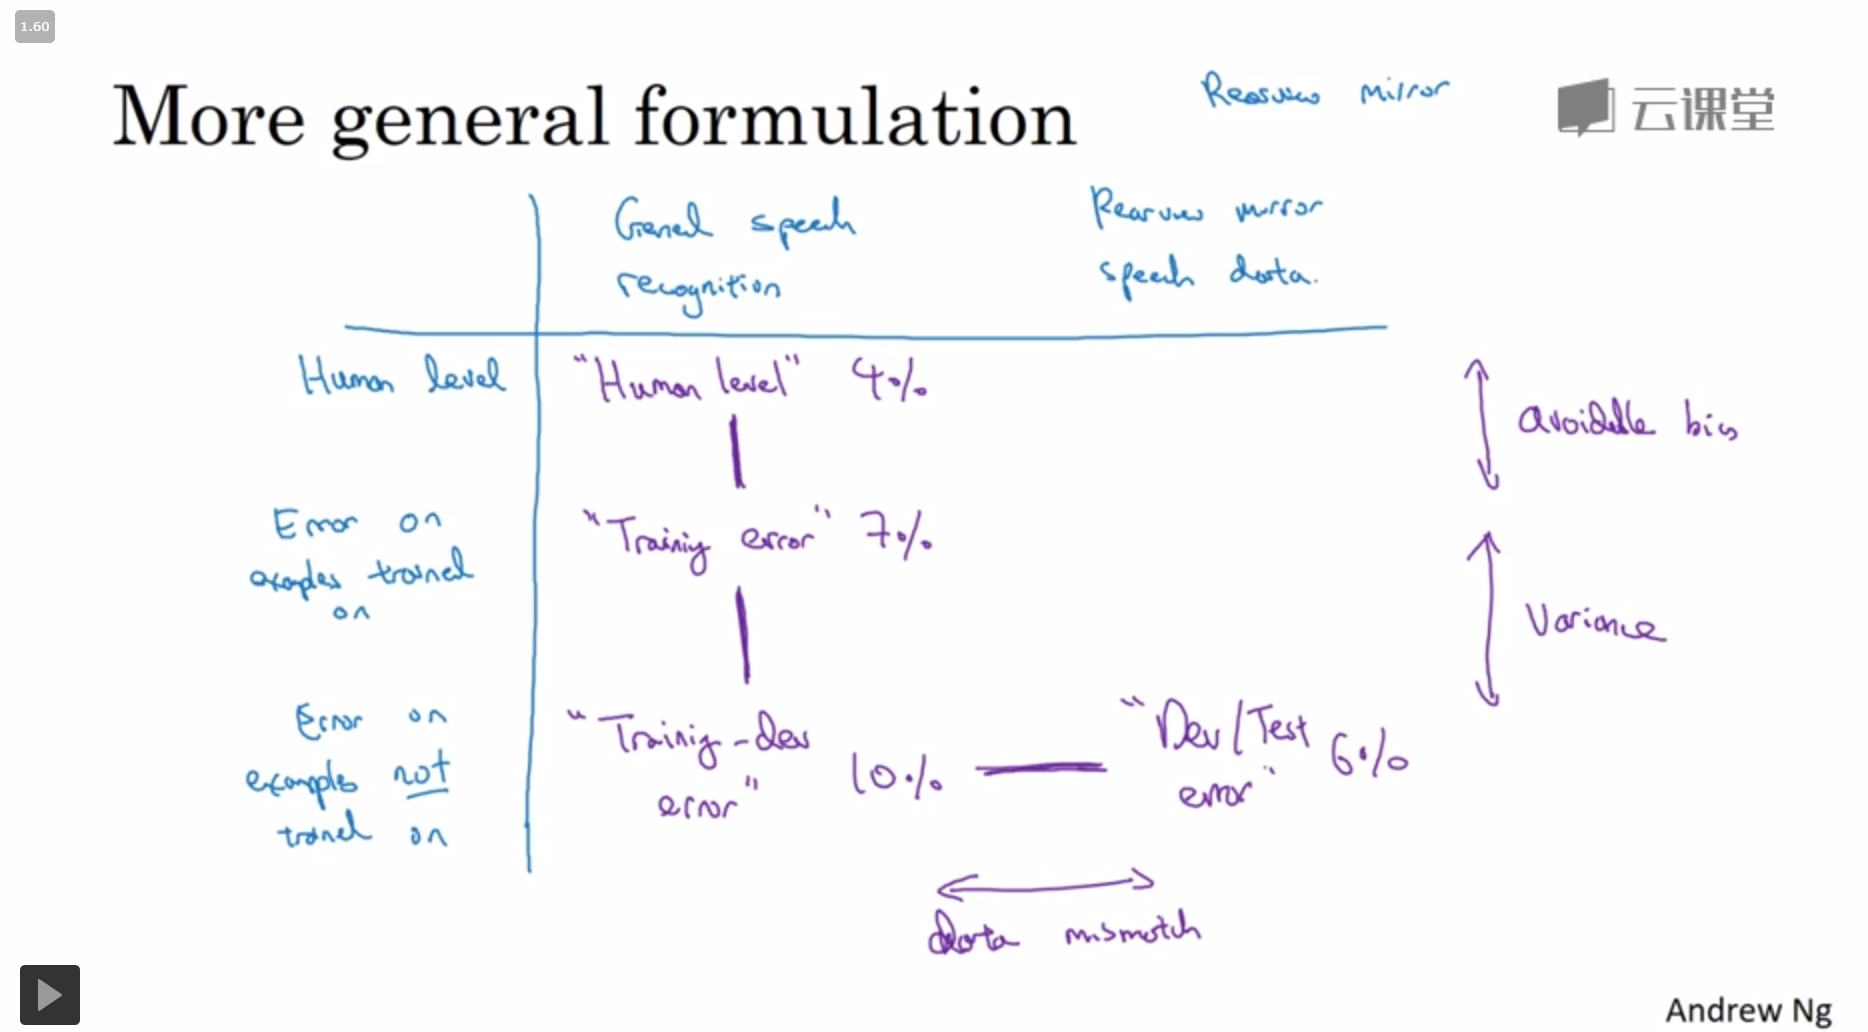 1.60
More general formulation
Rearview mirror
云课堂
General speech
recognition
Rearview mirror
speech data.
Human level
"Human level" 4%
avoidable bias
Error on
examples trained
on
"Training error" 7%
Variance
Error on
examples not
trained on
"Training-dev
error" 10%
"Dev/Test
error" 6%
data mismatch
Andrew Ng